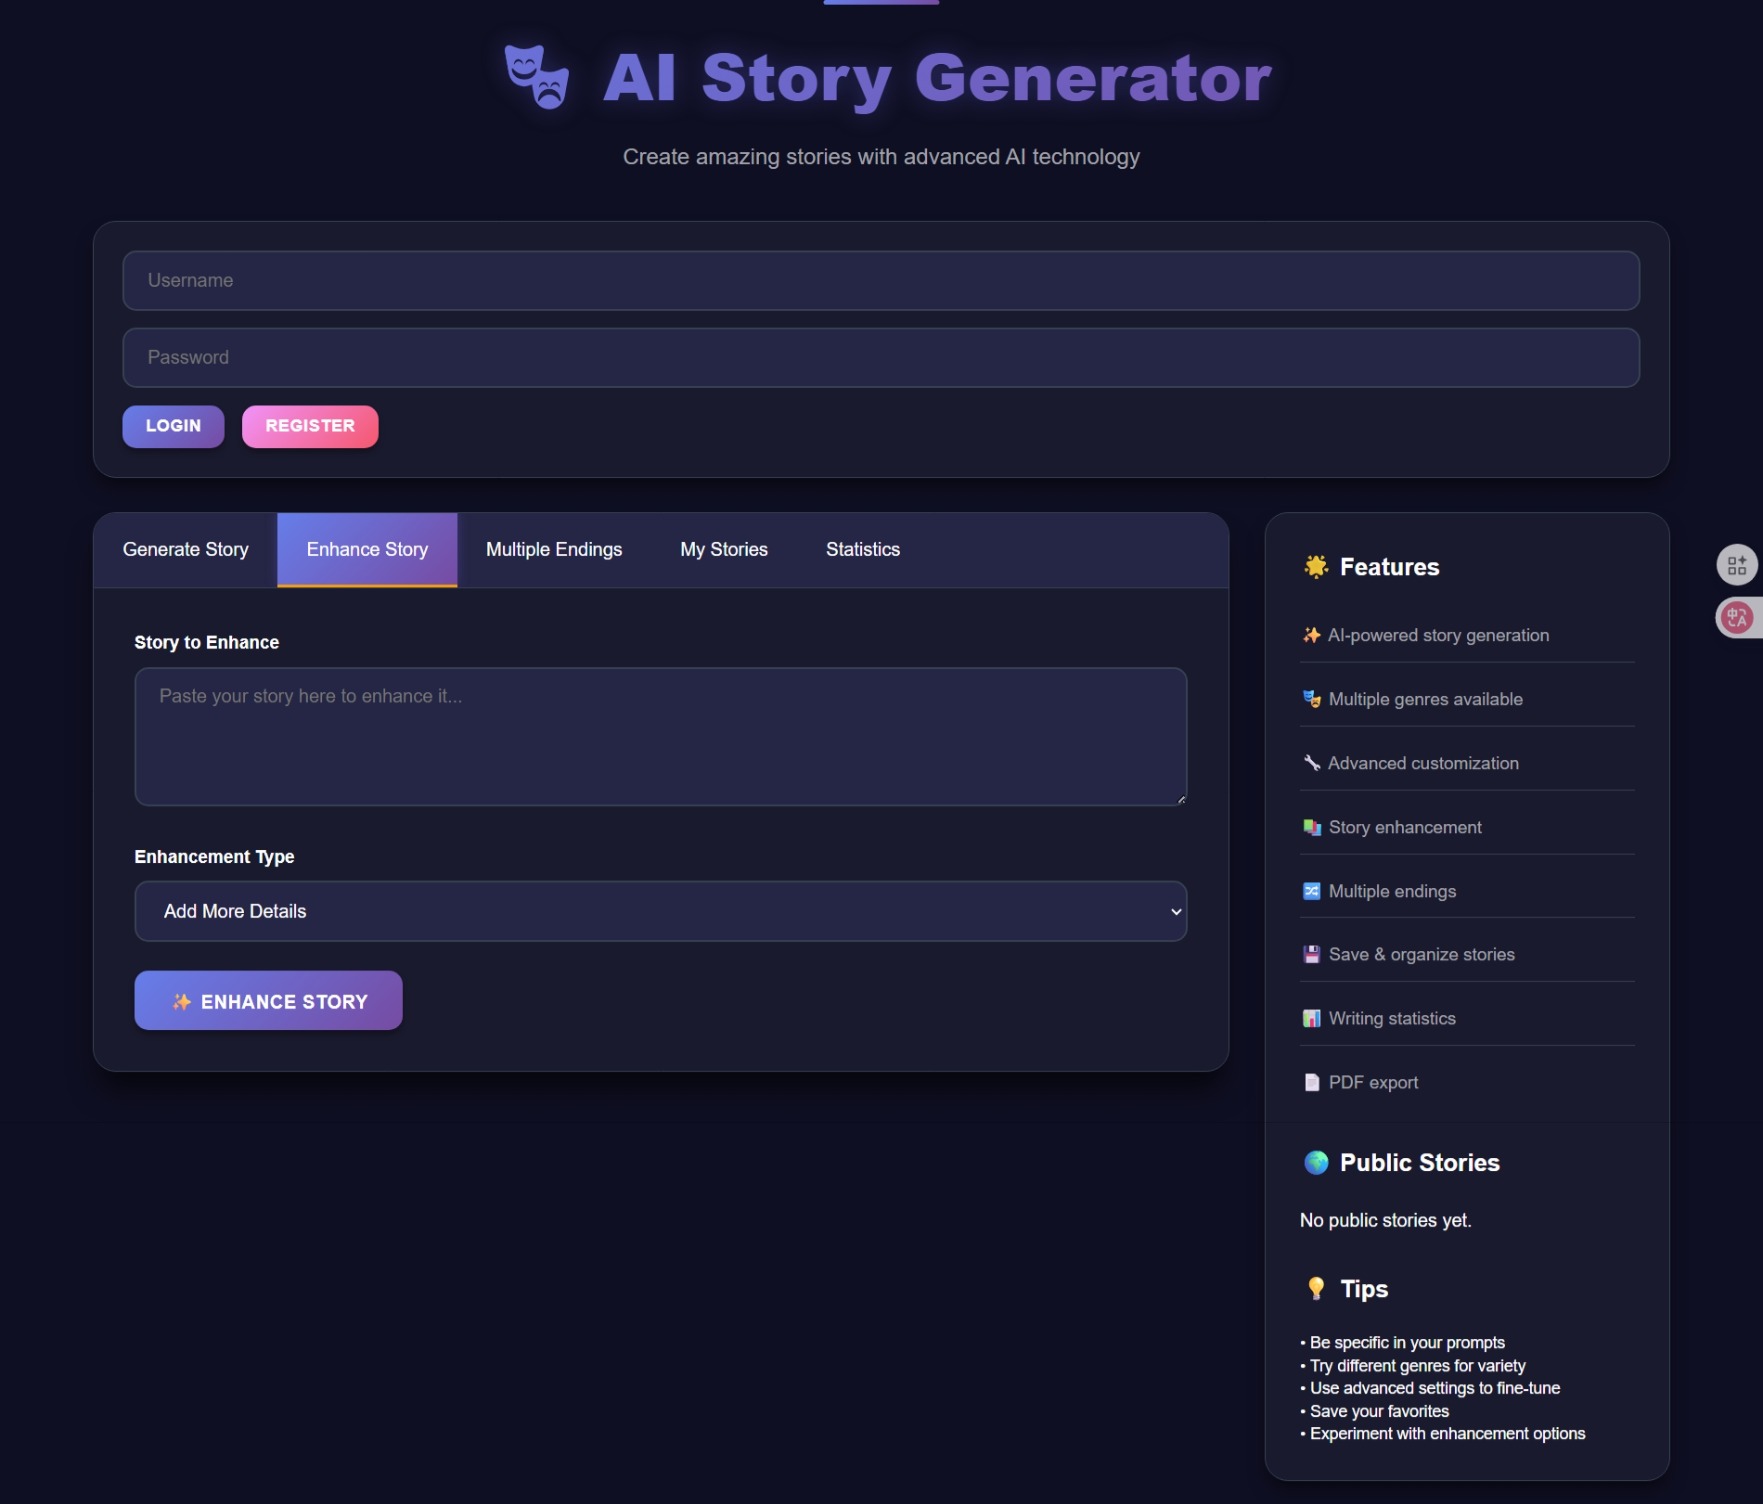 AI Story Generator
Create amazing stories with advanced AI technology
Username
Password
LOGIN
REGISTER
Generate Story
Enhance Story
Multiple Endings
My Stories
Statistics
Story to Enhance
Paste your story here to enhance it...
Enhancement Type
Add More Details
✨ ENHANCE STORY
🌟 Features
✨ AI-powered story generation
🎭 Multiple genres available
🔧 Advanced customization
📚 Story enhancement
🔀 Multiple endings
💾 Save & organize stories
📊 Writing statistics
📄 PDF export
🌍 Public Stories
No public stories yet.
💡 Tips
• Be specific in your prompts
• Try different genres for variety
• Use advanced settings to fine-tune
• Save your favorites
• Experiment with enhancement options
中A